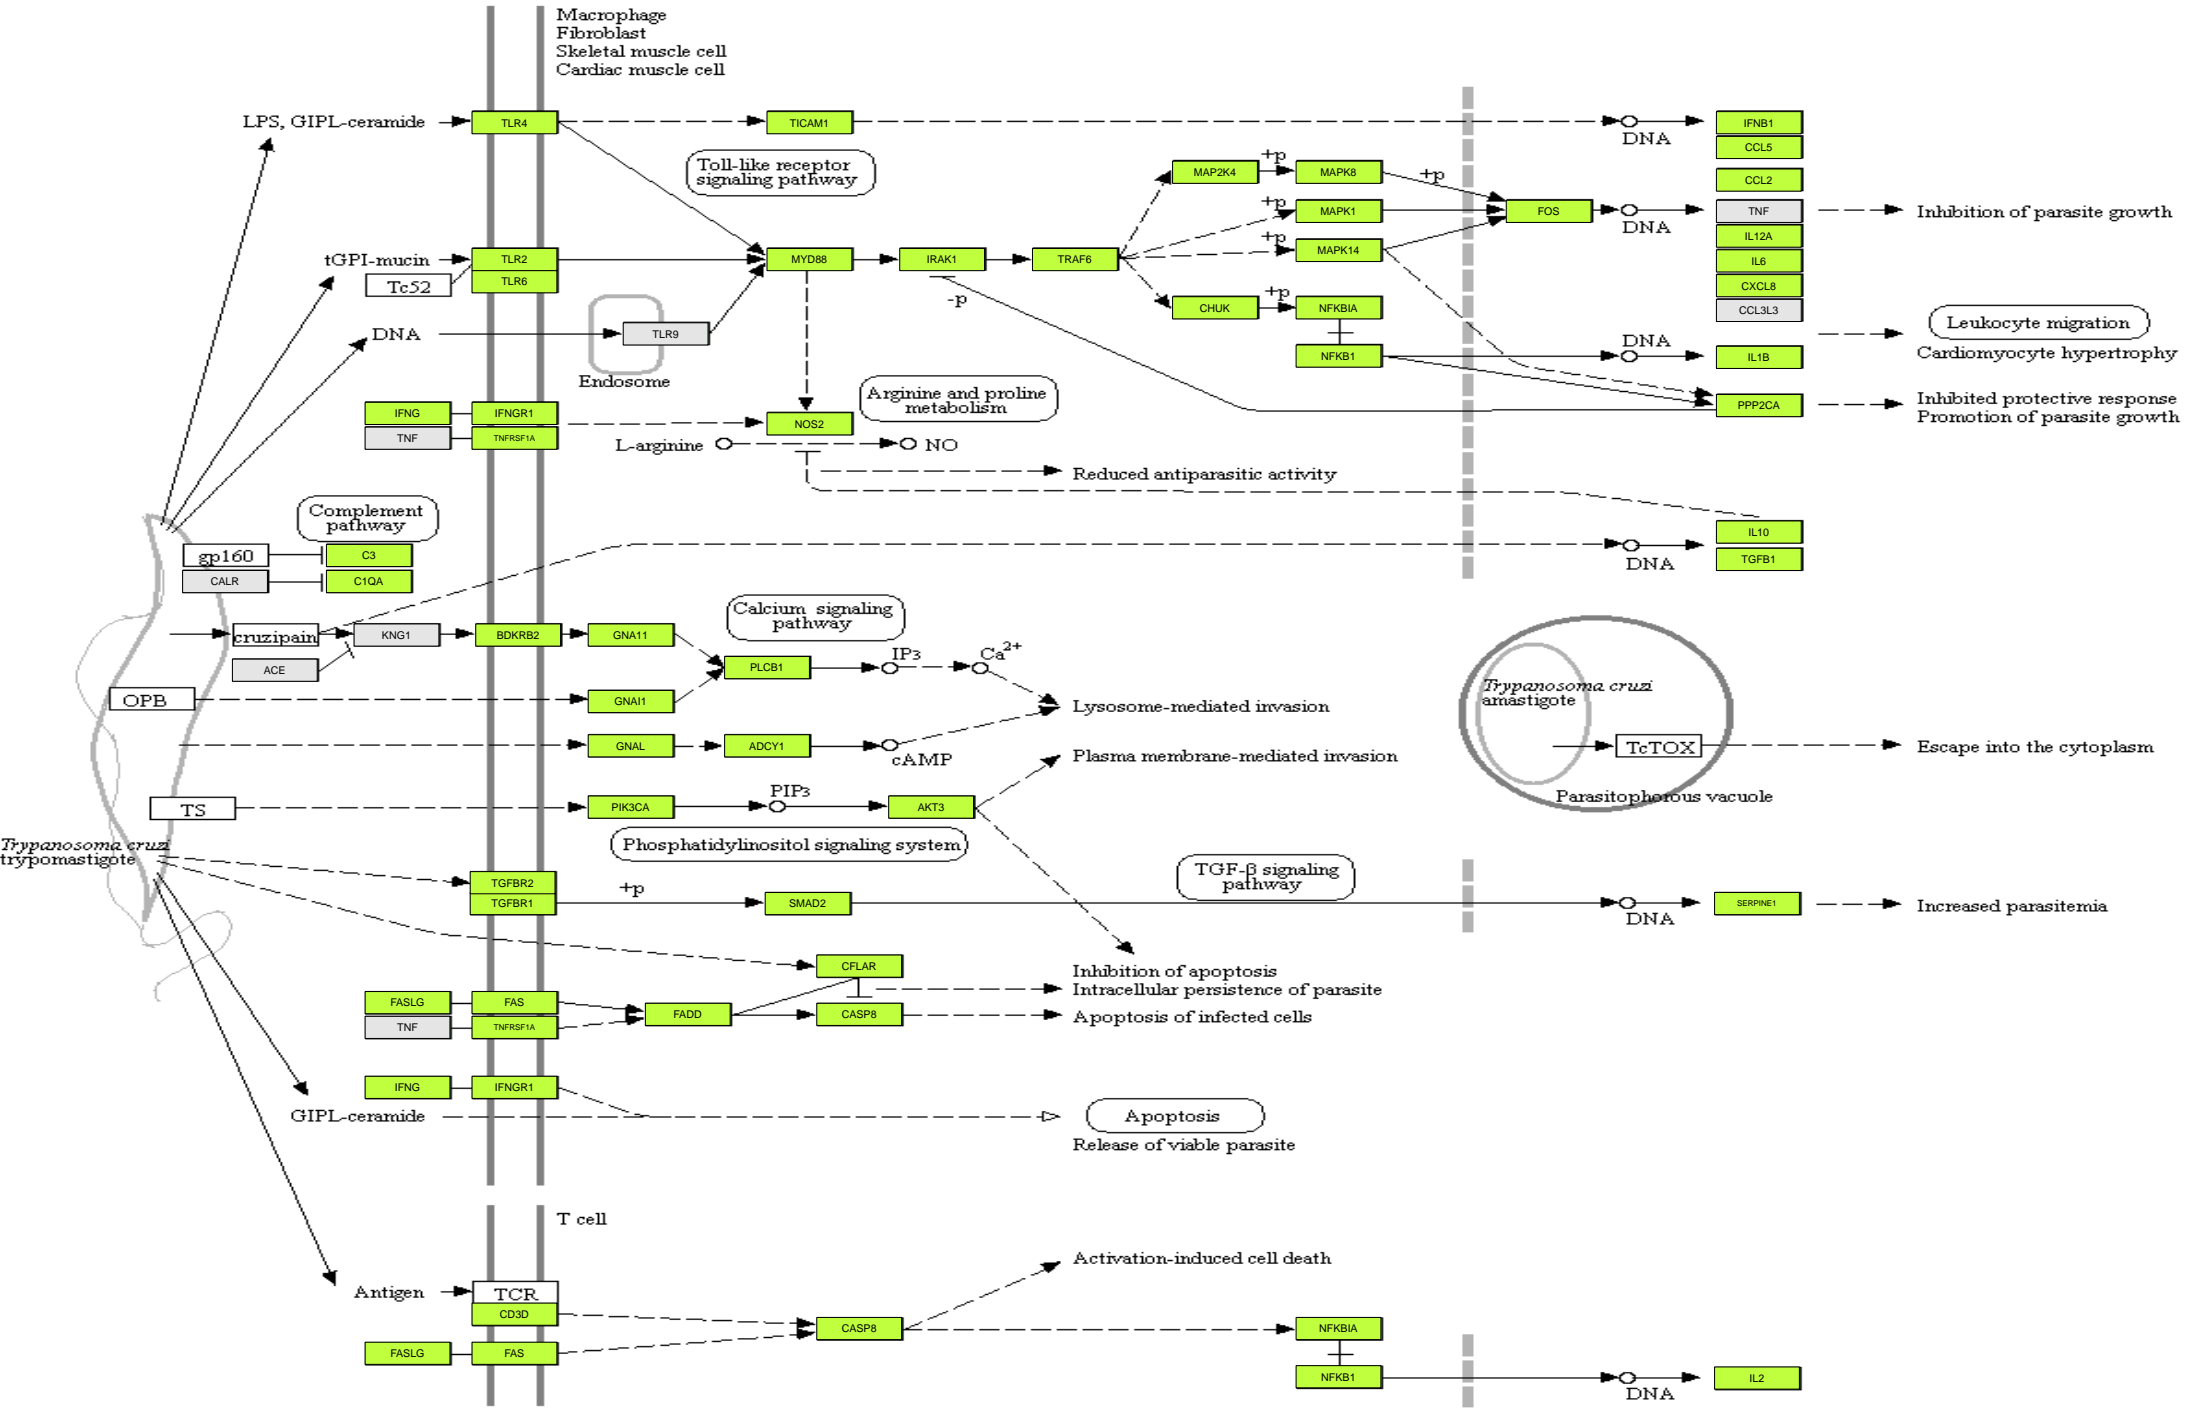 Macrophage
Fibroblast
Skeletal muscle cell
Cardiac muscle cell
LPS, GIPL-ceramide
TLR4
TICAM1
DNA
IFNB1
CCL5
Toll-like receptor
signaling pathway
MAP2K4
+p
MAPK8
+p
CCL2
+p
MAPK1
FOS
DNA
TNF
Inhibition of parasite growth
+p
MAPK14
IL12A
tGPI-mucin
TLR2
MYD88
IRAK1
TRAF6
IL6
Tc52
TLR6
-p
CXCL8
CHUK
+p
NFKBIA
CCL3L3
DNA
TLR9
Endosome
Leukocyte migration
Cardiomyocyte hypertrophy
NFKB1
DNA
IL1B
Arginine and proline
metabolism
PPP2CA
Inhibited protective response
Promotion of parasite growth
IFNG
IFNGR1
TNF
TNFRSF1A
NOS2
L-arginine
NO
Reduced antiparasitic activity
Complement
pathway
gp160
C3
CALR
C1QA
IL10
TGFB1
DNA
Calcium signaling
pathway
cruzipain
KNG1
BDKRB2
GNA11
ACE
PLCB1
IP3
Ca2+
OPB
GNAI1
Lysosome-mediated invasion
Trypanosoma cruzi
amastigote
GNAL
ADCY1
cAMP
Plasma membrane-mediated invasion
TcTOX
Escape into the cytoplasm
Parasitophorous vacuole
TS
PIK3CA
PIP3
AKT3
Phosphatidylinositol signaling system
Trypanosoma cruzi
trypomastigote
TGF-β signaling
pathway
TGFBR2
TGFBR1
+p
SMAD2
DNA
SERPINE1
Increased parasitemia
CFLAR
Inhibition of apoptosis
Intracellular persistence of parasite
FASLG
FAS
FADD
CASP8
Apoptosis of infected cells
TNF
TNFRSF1A
IFNG
IFNGR1
GIPL-ceramide
Apoptosis
Release of viable parasite
T cell
Activation-induced cell death
Antigen
TCR
CD3D
CASP8
NFKBIA
FASLG
FAS
NFKB1
DNA
IL2